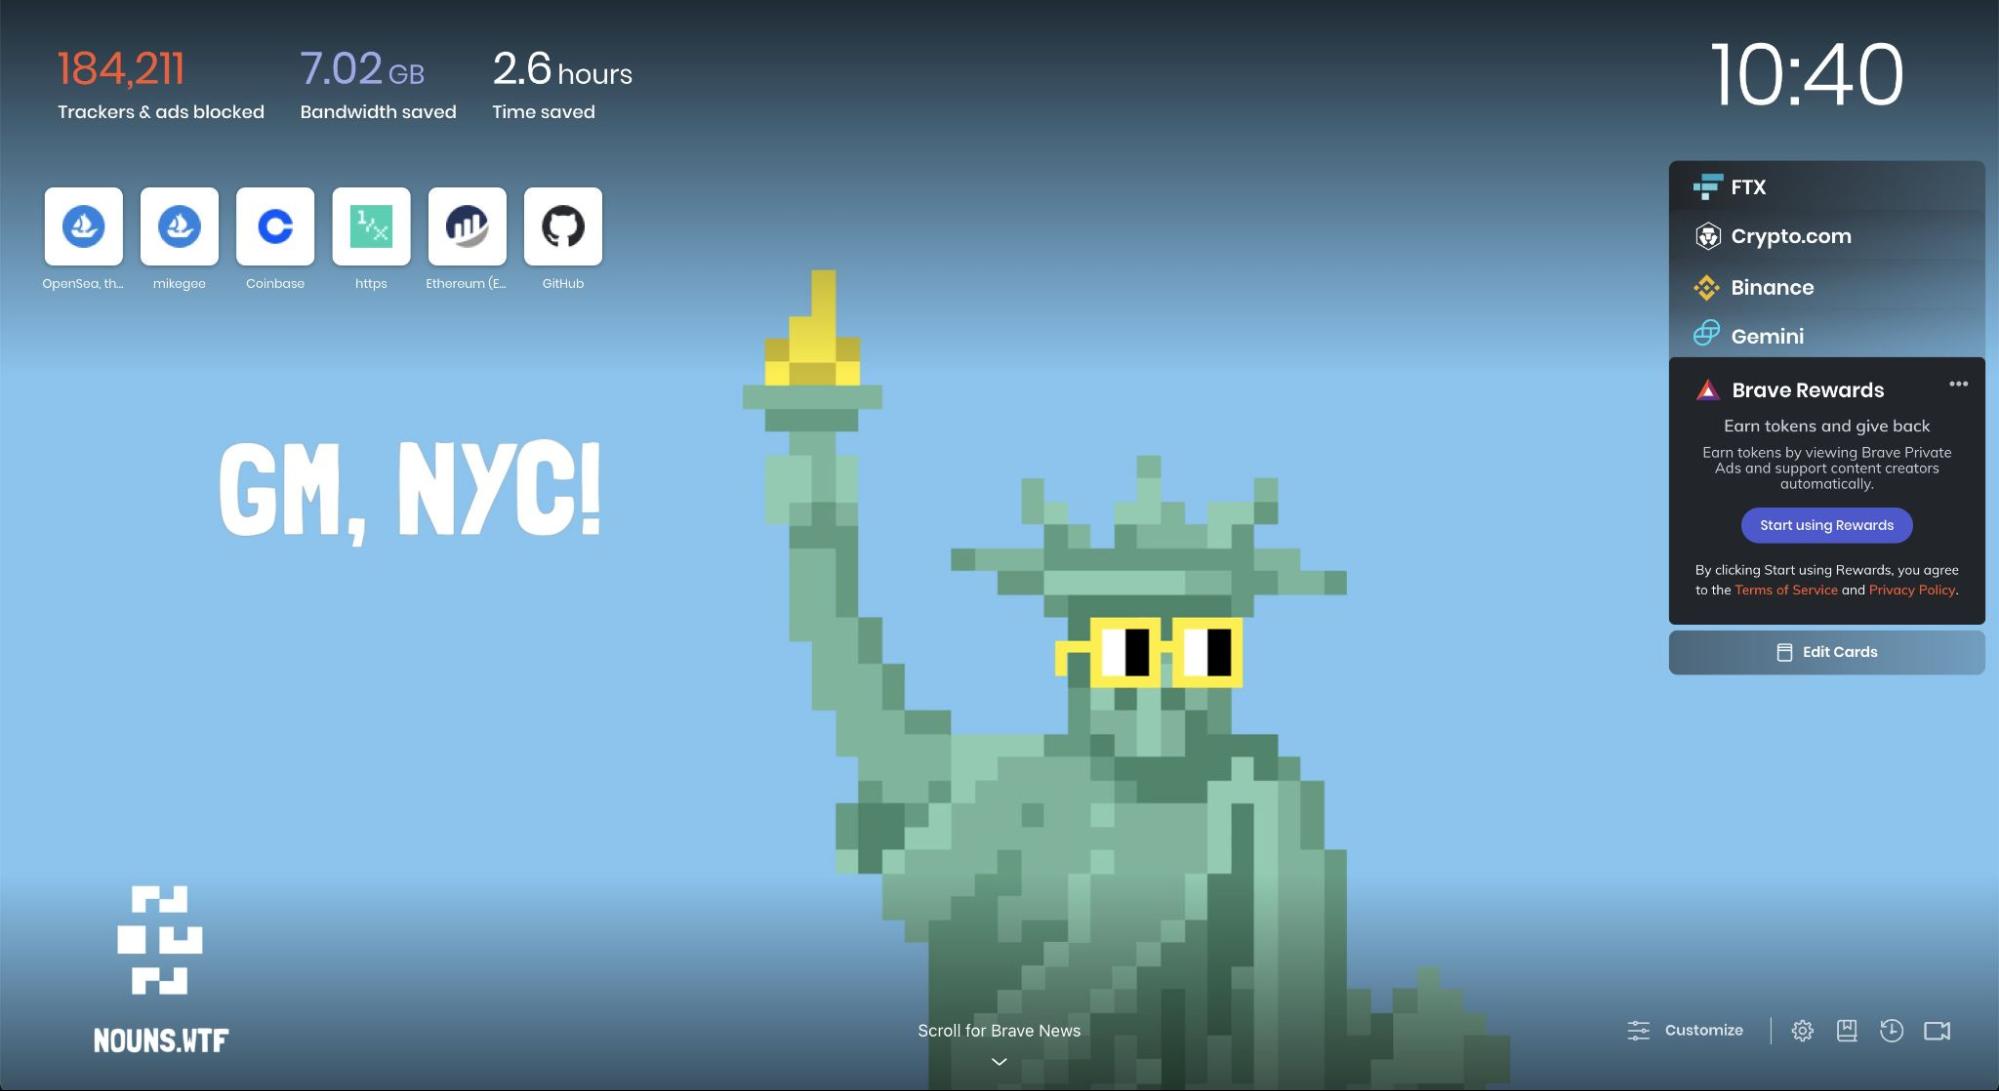 184,211
Trackers & ads blocked
7.02 GB
Bandwidth saved
2.6 hours
Time saved
10:40
OpenSea, th...
mikegee
Coinbase
1/x
https
Ethereum (E...
GitHub
FTX
Crypto.com
Binance
Gemini
Brave Rewards
Earn tokens and give back
Earn tokens by viewing Brave Private
Ads and support content creators
automatically.
Start using Rewards
By clicking Start using Rewards, you agree
to the Terms of Service and Privacy Policy.
Edit Cards
GM, NYC!
NOUNS.WTF
Scroll for Brave News
Customize